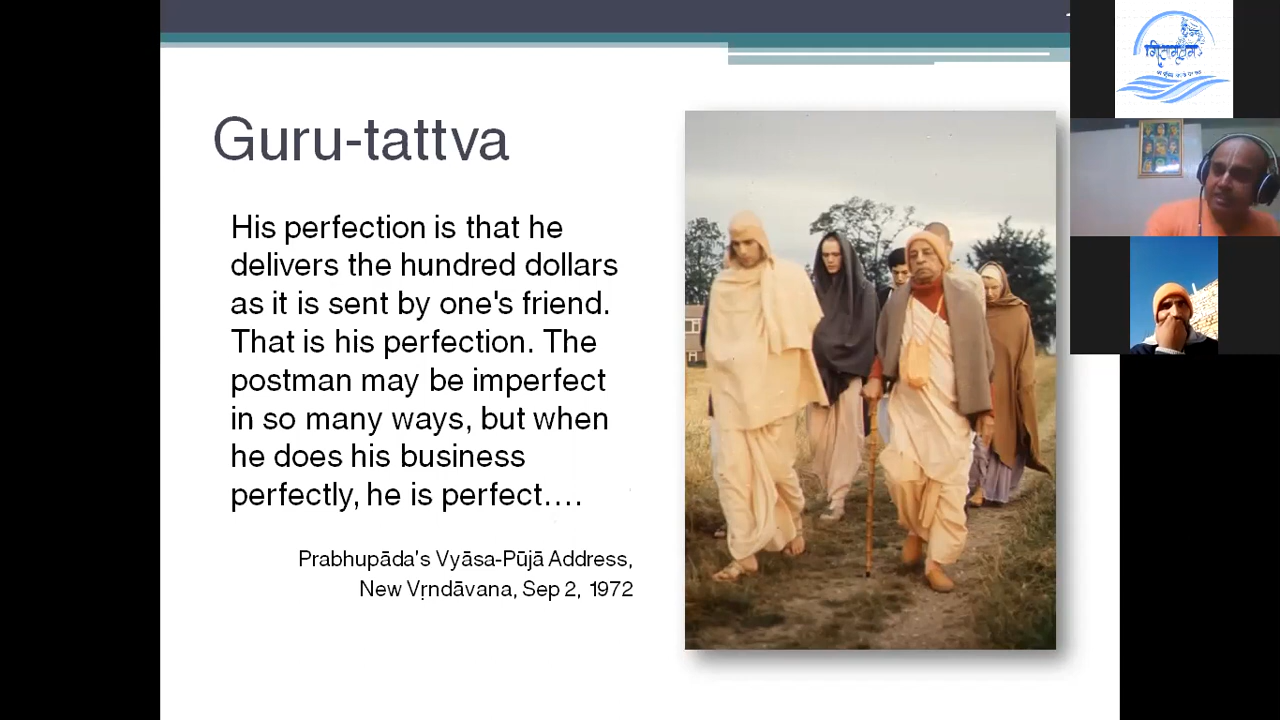 Guru-tattva
His perfection is that he
delivers the hundred dollars
as it is sent by one's friend.
That is his perfection. The
postman may be imperfect
in so many ways, but when
he does his business
perfectly, he is perfect….
Prabhupāda's Vyāsa-Pūjā Address,
New Vṛndāvana, Sep 2, 1972